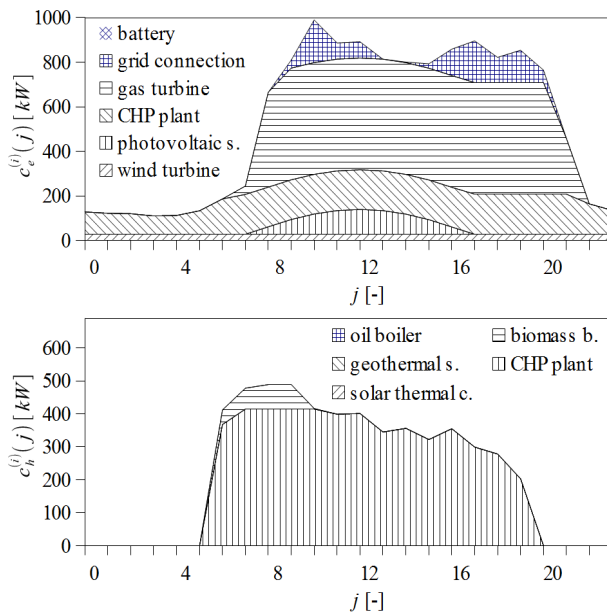 1000
800
600
400
200
0
c_e^(i)(j) [kW]
battery
grid connection
gas turbine
CHP plant
photovoltaic s.
wind turbine
0 4 8 12 16 20
j [-]
600
500
400
300
200
100
0
c_h^(i)(j) [kW]
oil boiler biomass b.
geothermal s. CHP plant
solar thermal c.
0 4 8 12 16 20
j [-]